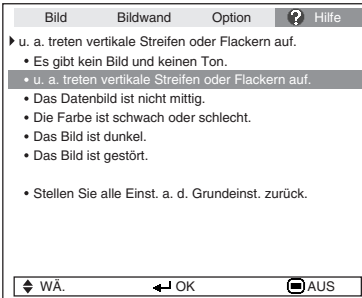 Bild Bildwand Option ? Hilfe
u. a. treten vertikale Streifen oder Flackern auf.
• Es gibt kein Bild und keinen Ton.
• u. a. treten vertikale Streifen oder Flackern auf.
• Das Datenbild ist nicht mittig.
• Die Farbe ist schwach oder schlecht.
• Das Bild ist dunkel.
• Das Bild ist gestört.
• Stellen Sie alle Einst. a. d. Grundeinst. zurück.
WÄ. OK AUS